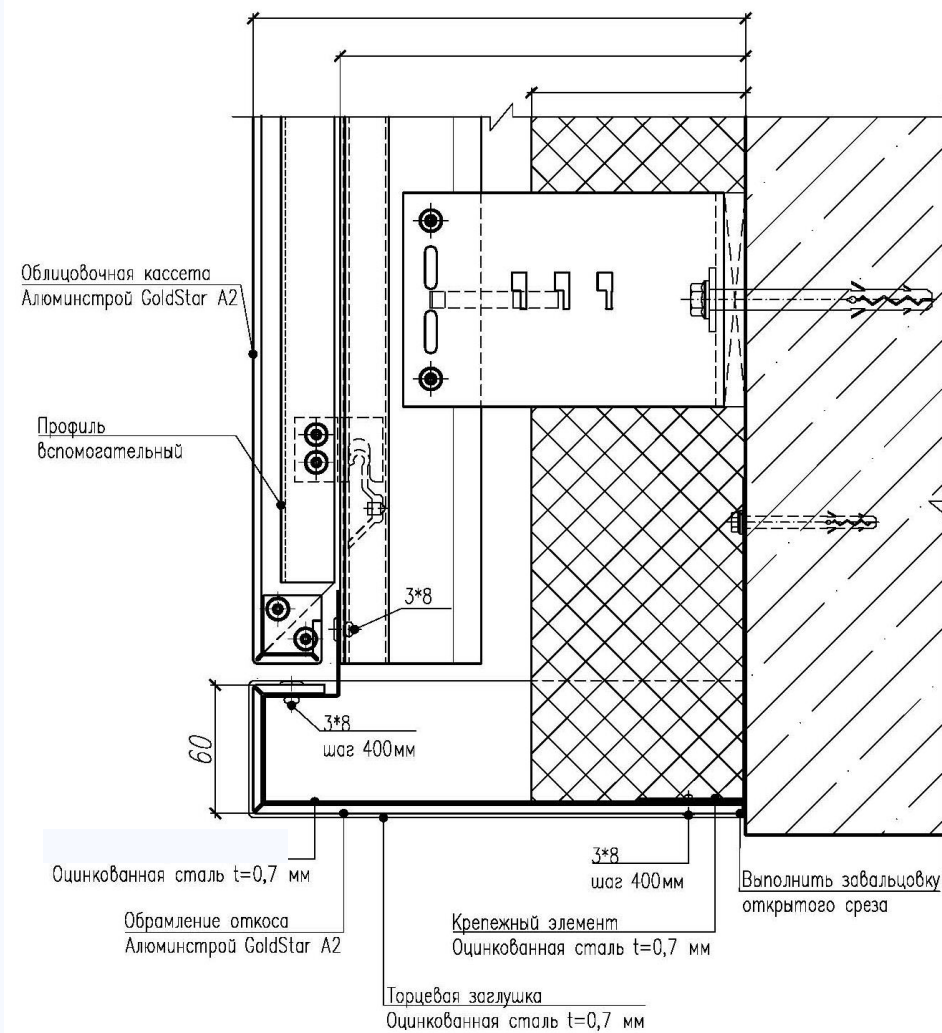 Облицовочная кассета
Алюминстрой GoldStar A2
Профиль
вспомогательный
3*8
3*8
шаг 400мм
60
Оцинкованная сталь t=0,7 мм
3*8
шаг 400мм
Выполнить завальцовку
открытого среза
Обрамление откоса
Алюминстрой GoldStar A2
Крепежный элемент
Оцинкованная сталь t=0,7 мм
Торцевая заглушка
Оцинкованная сталь t=0,7 мм